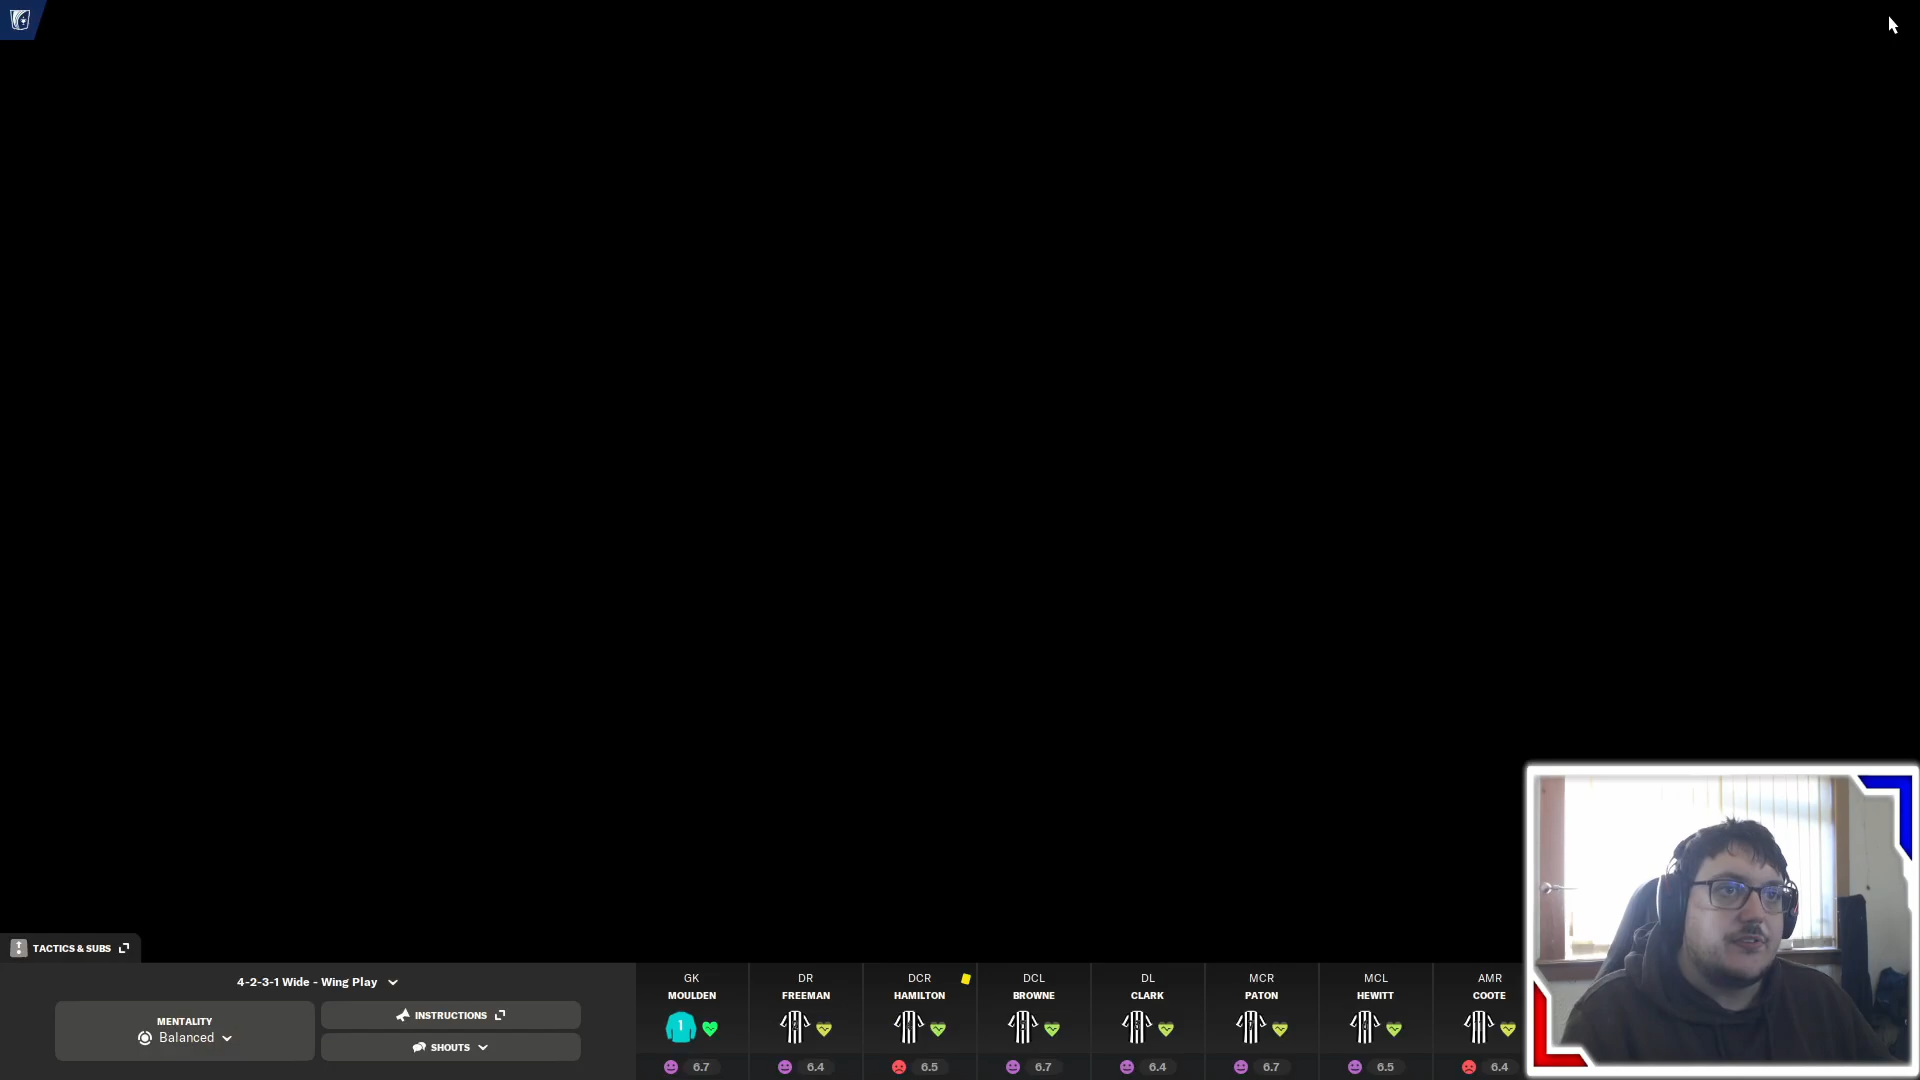 TACTICS & SUBS
4-2-3-1 Wide - Wing Play
MENTALITY
Balanced
INSTRUCTIONS
SHOUTS
GK
MOULDEN
1
6.7
DR
FREEMAN
6.4
DCR
HAMILTON
6.5
DCL
BROWNE
6.7
DL
CLARK
6.4
MCR
PATON
6.7
MCL
HEWITT
6.5
AMR
COOTE
6.4